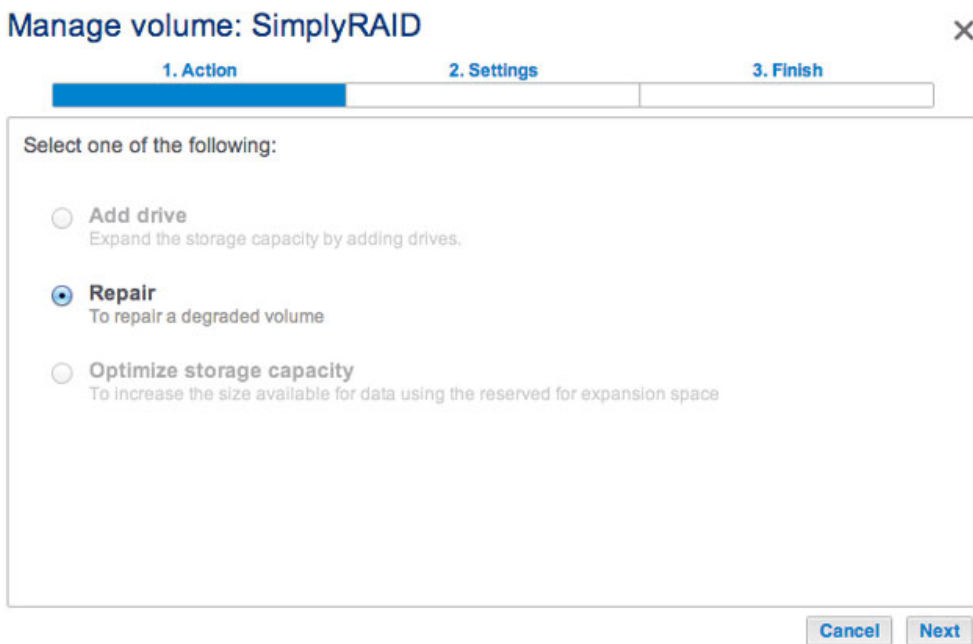 Manage volume: SimplyRAID
1. Action
2. Settings
3. Finish
Select one of the following:
Add drive
Expand the storage capacity by adding drives.
Repair
To repair a degraded volume
Optimize storage capacity
To increase the size available for data using the reserved for expansion space
Cancel
Next